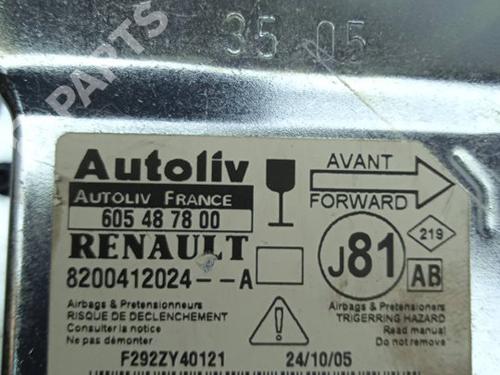 35 05
Autoliv
AUTOLIV FRANCE
605 48 78 00
RENAULT
8200412024--A
AVANT
FORWARD
J81
219
AB
Airbags & Pretensionneurs
RISQUE DE DECLENCHEMENT
Consulter la notice
Ne pas démonter
Airbags & Pretensioners
TRIGERRING HAZARD
Read manual
Do not remove
F292ZY40121
24/10/05